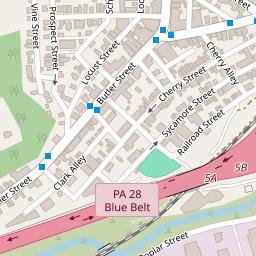 Vine Street
Prospect Street
Locust Street
Butler Street
Cherry Alley
Cherry Street
Sycamore Street
Railroad Street
Clark Alley
5A
5B
PA 28
Blue Belt
Street